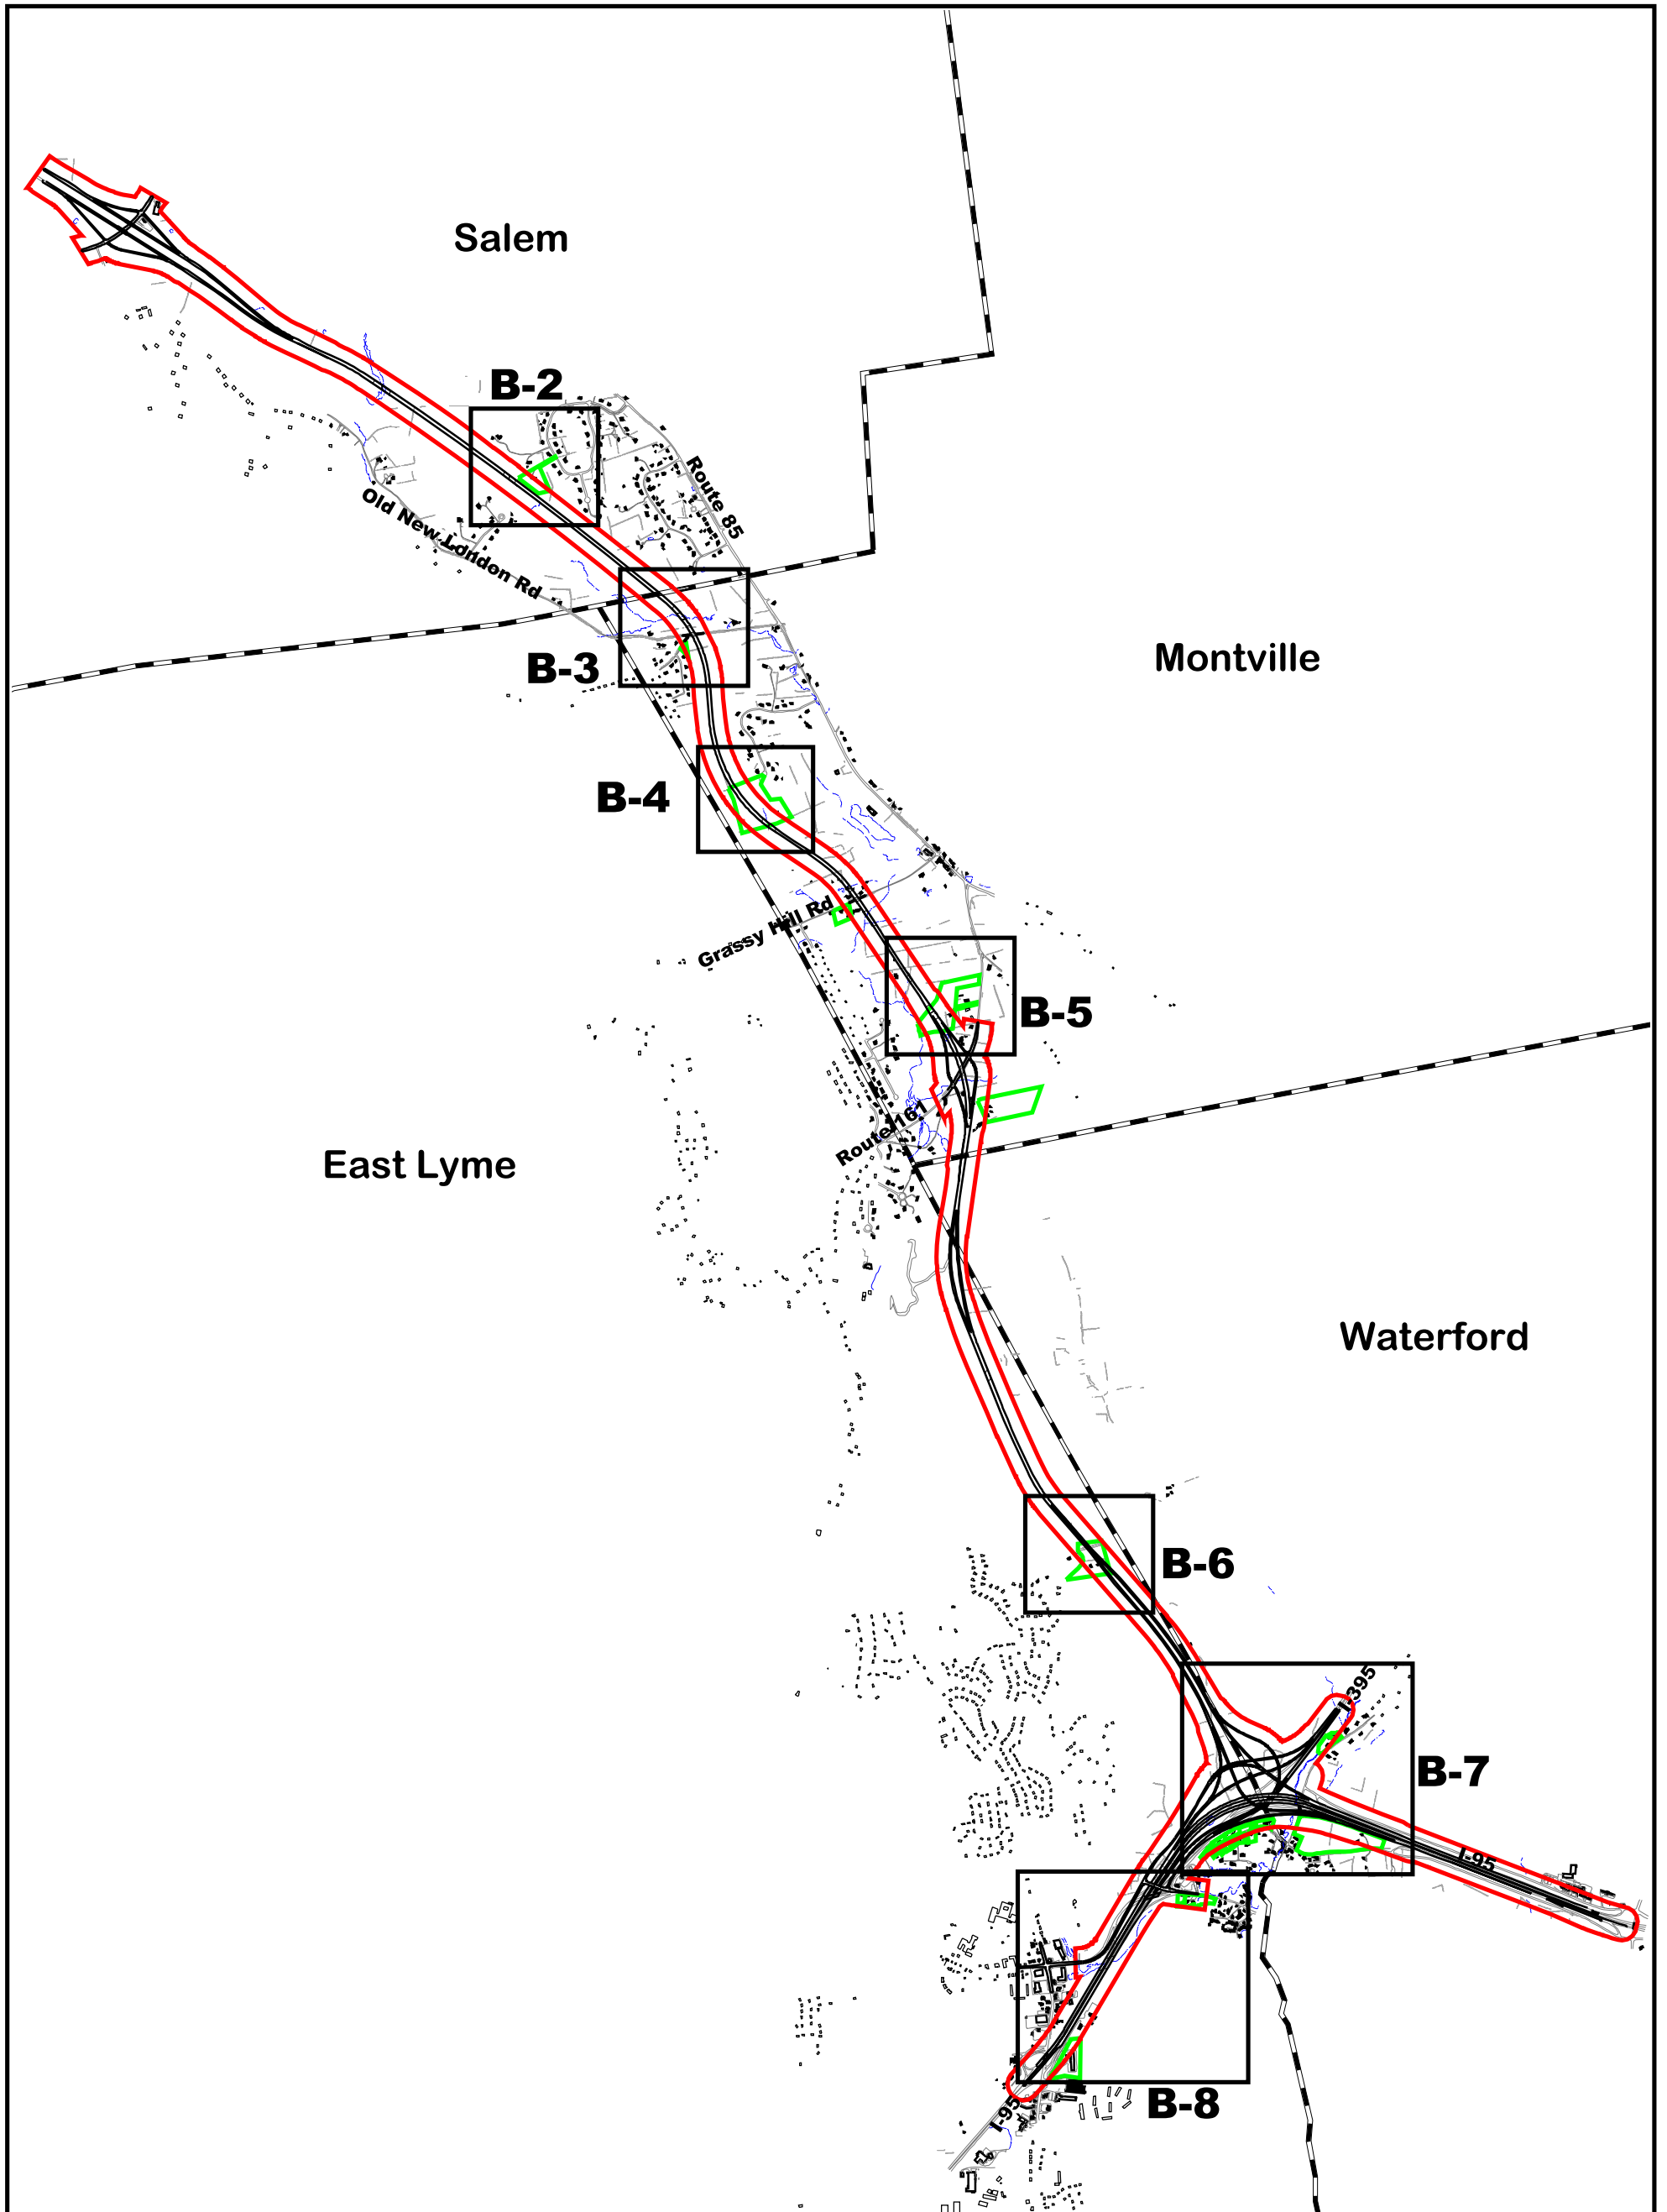 Salem
B-2
Route 85
Old New London Rd
B-3
Montville
B-4
Grassy Hill Rd
B-5
Route 161
East Lyme
Waterford
B-6
I-395
B-7
I-95
B-8
I-95